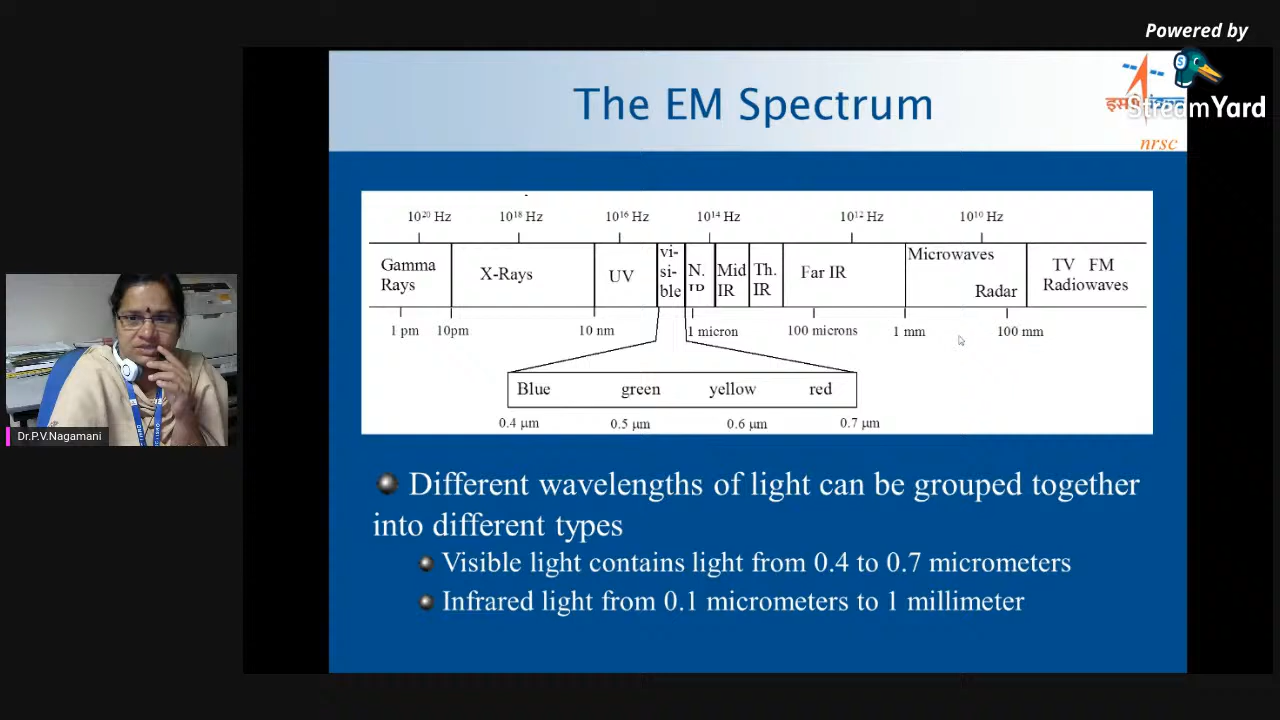 Powered by
StreamYard
The EM Spectrum
nrsc
10²⁰ Hz 10¹⁸ Hz 10¹⁶ Hz 10¹⁴ Hz 10¹² Hz 10¹⁰ Hz
Gamma Rays X-Rays UV vi-si-ble N. Mid IR Th. IR Far IR Microwaves Radar TV FM Radiowaves
1 pm 10pm 10 nm 1 micron 100 microns 1 mm 100 mm
Blue green yellow red
0.4 µm 0.5 µm 0.6 µm 0.7 µm
Dr.P.V.Nagamani
Different wavelengths of light can be grouped together
into different types
Visible light contains light from 0.4 to 0.7 micrometers
Infrared light from 0.1 micrometers to 1 millimeter